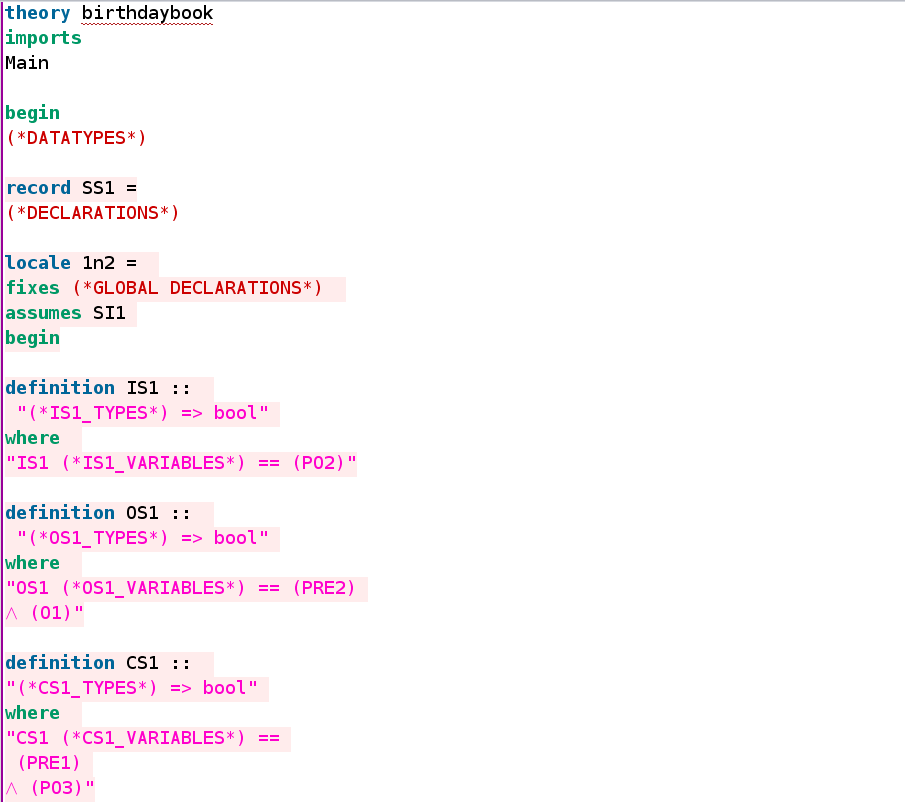 theory birthdaybook
imports
Main
begin
(*DATATYPES*)
record SS1 =
(*DECLARATIONS*)
locale 1n2 =
fixes (*GLOBAL DECLARATIONS*)
assumes SI1
begin
definition IS1 ::
"(*IS1_TYPES*) => bool"
where
"IS1 (*IS1_VARIABLES*) == (PO2)"
definition OS1 ::
"(*OS1_TYPES*) => bool"
where
"OS1 (*OS1_VARIABLES*) == (PRE2)
∧ (O1)"
definition CS1 ::
"(*CS1_TYPES*) => bool"
where
"CS1 (*CS1_VARIABLES*) ==
(PRE1)
∧ (PO3)"